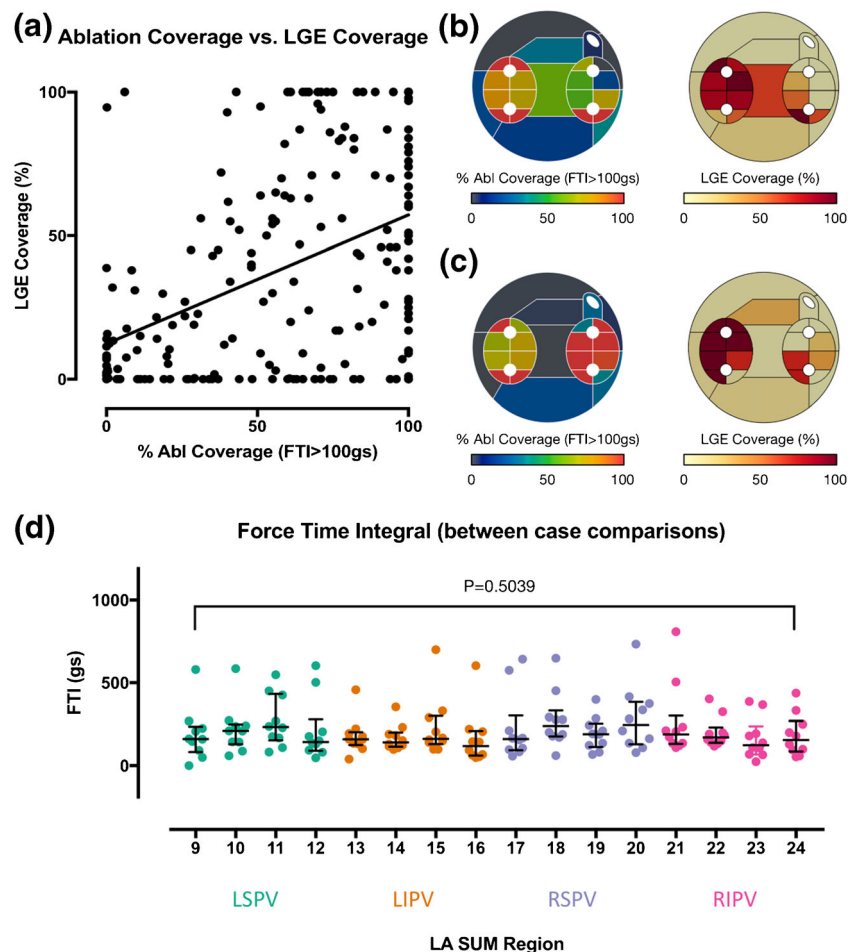 (a)
Ablation Coverage vs. LGE Coverage
LGE Coverage (%)
100
50
0
0 50 100
% Abl Coverage (FTI>100gs)
(b)
% Abl Coverage (FTI>100gs)
0 50 100
LGE Coverage (%)
0 50 100
(c)
% Abl Coverage (FTI>100gs)
0 50 100
LGE Coverage (%)
0 50 100
(d)
Force Time Integral (between case comparisons)
P=0.5039
FTI (gs)
1000
500
0
9 10 11 12 13 14 15 16 17 18 19 20 21 22 23 24
LSPV LIPV RSPV RIPV
LA SUM Region